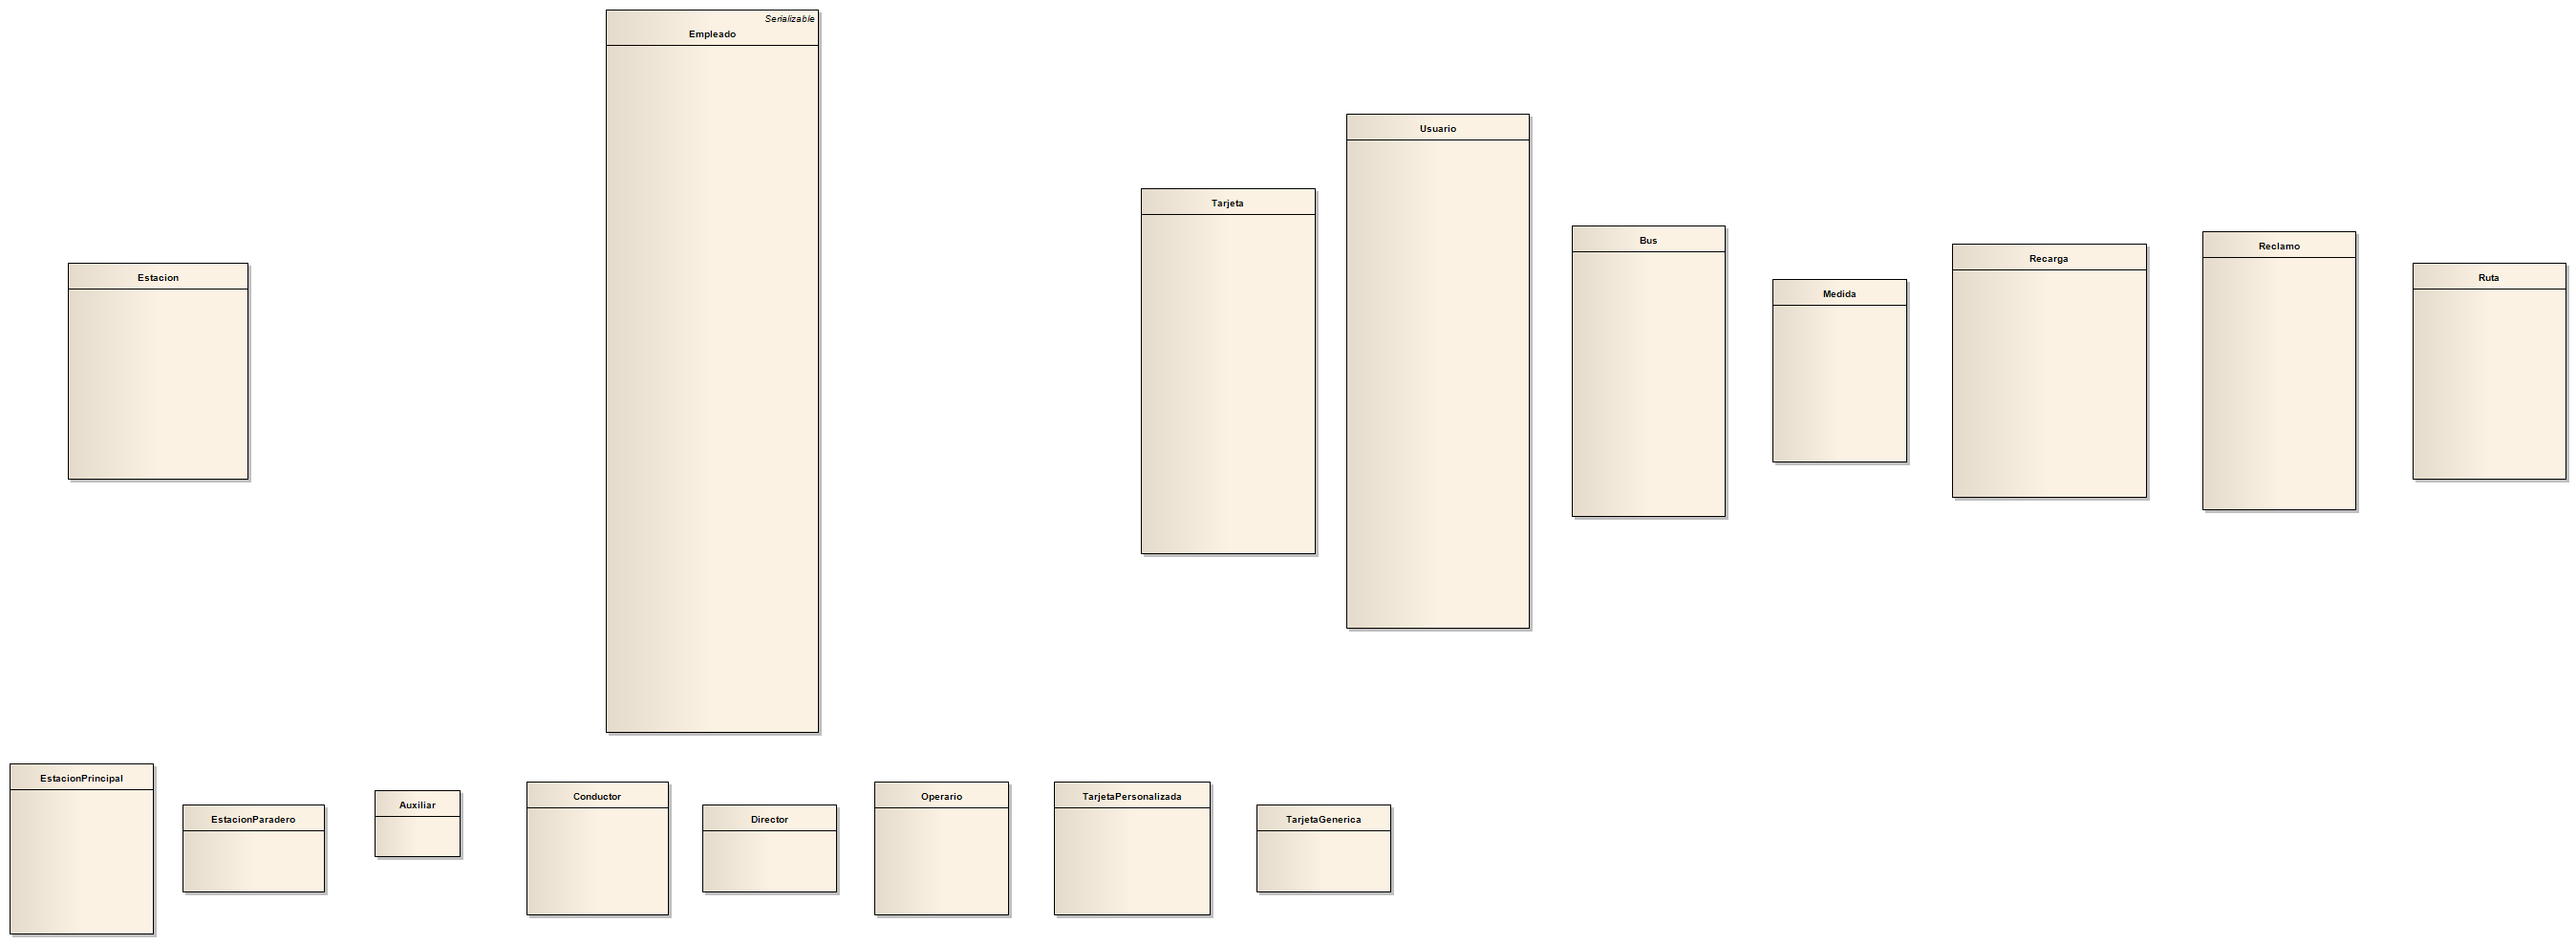 Serializable
Empleado
Usuario
Tarjeta
Bus
Reclamo
Recarga
Estacion
Ruta
Medida
EstacionPrincipal
Conductor
Operario
TarjetaPersonalizada
Auxiliar
EstacionParadero
Director
TarjetaGenerica